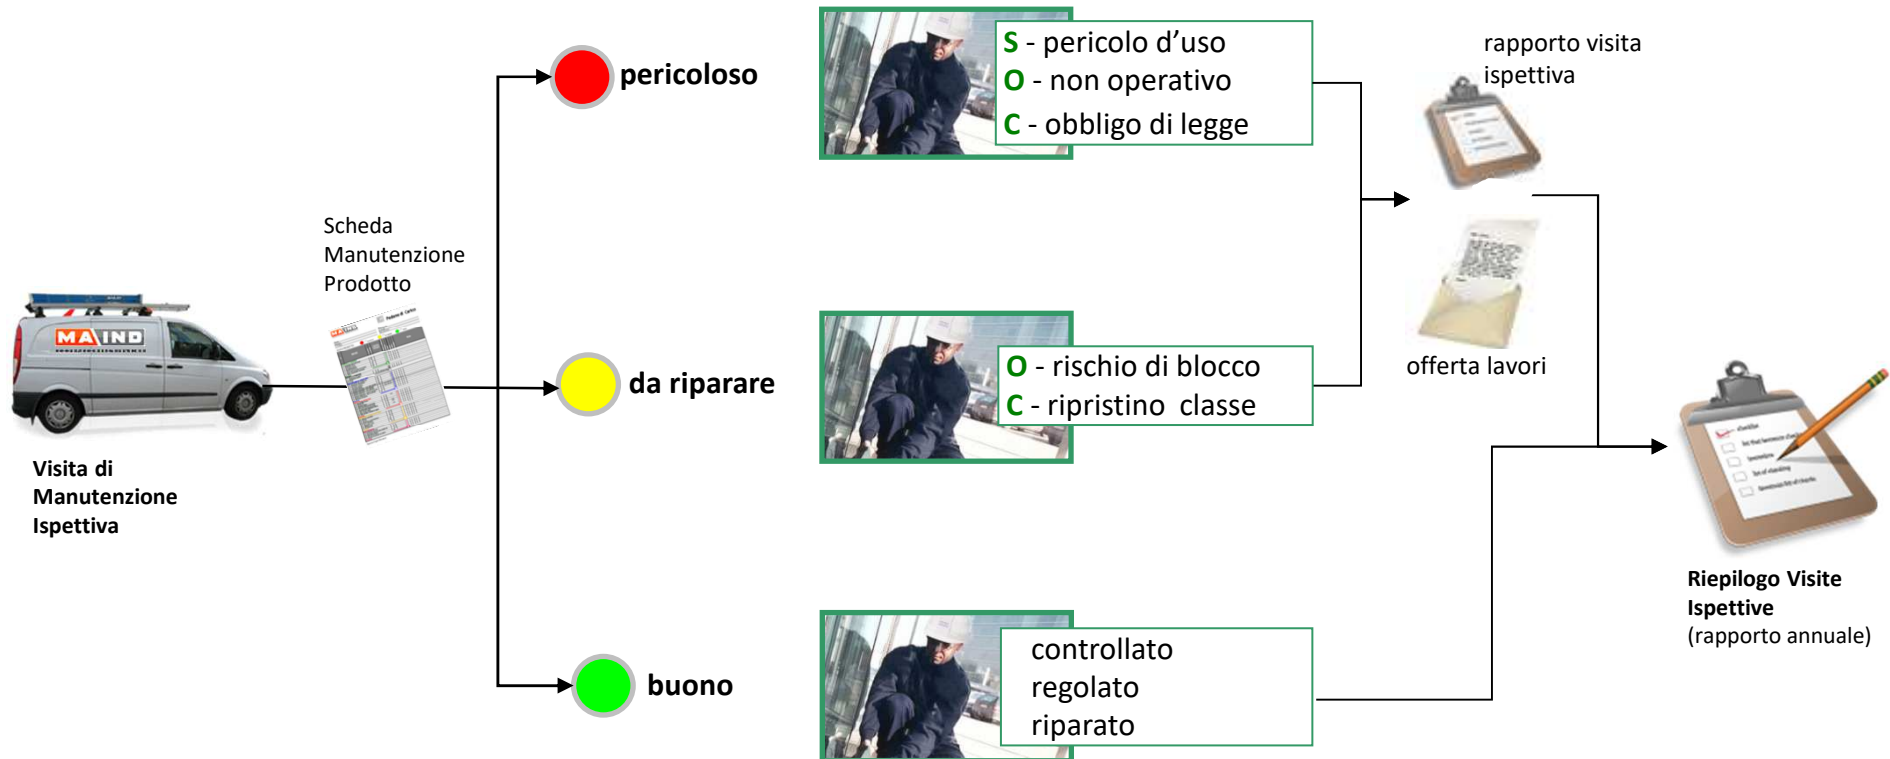 MAIND
Visita di
Manutenzione
Ispettiva
Scheda
Manutenzione
Prodotto
MAIND
pericoloso
da riparare
buono
S - pericolo d’uso
O - non operativo
C - obbligo di legge
O - rischio di blocco
C - ripristino  classe
controllato
regolato
riparato
rapporto visita
ispettiva
offerta lavori
Riepilogo Visite
Ispettive
(rapporto annuale)